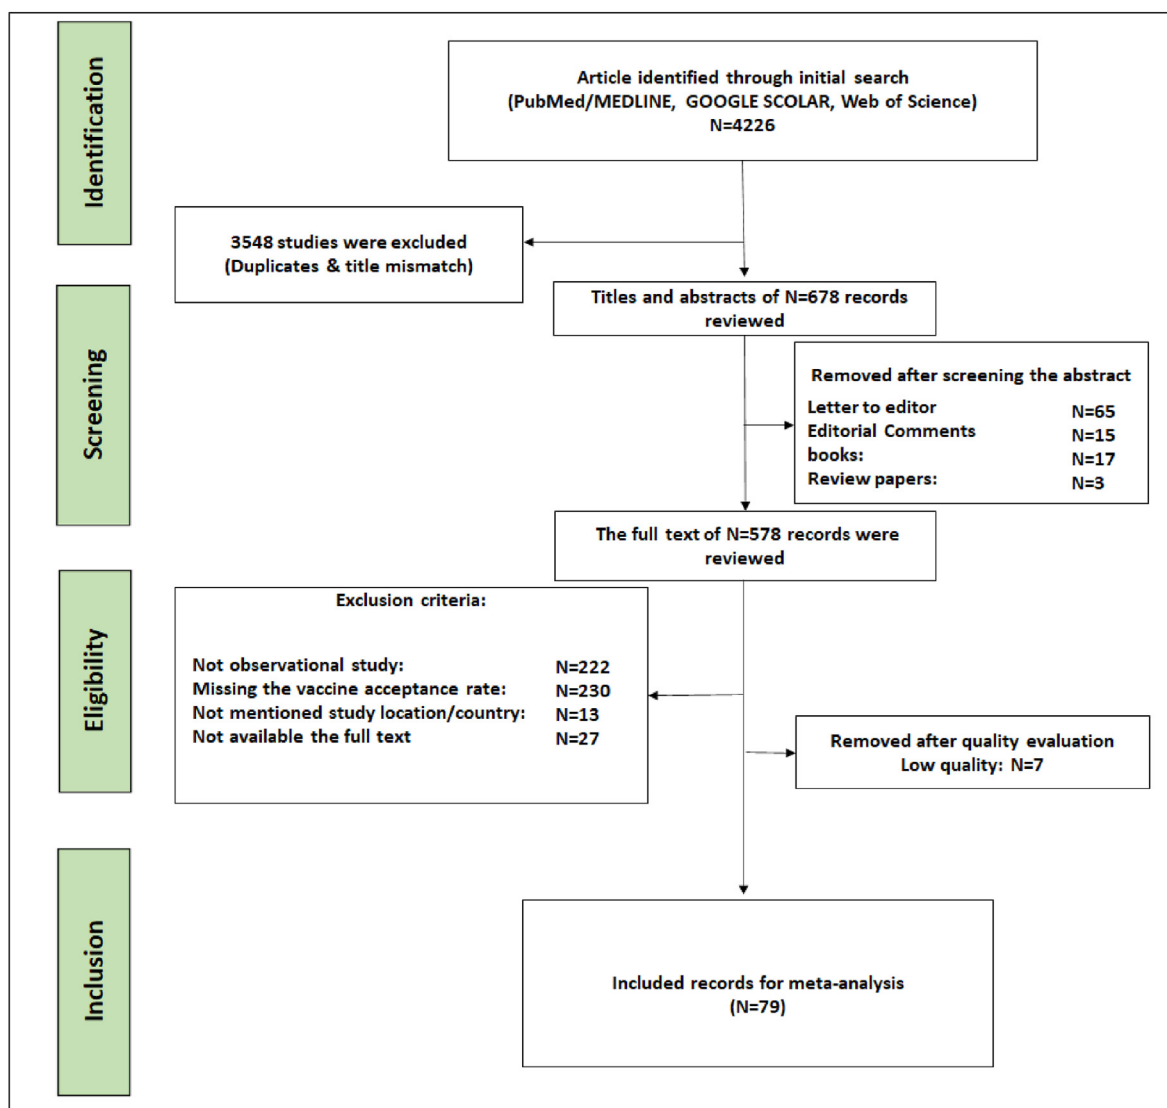 Identification
Article identified through initial search
(PubMed/MEDLINE, GOOGLE SCOLAR, Web of Science)
N=4226
3548 studies were excluded
(Duplicates & title mismatch)
Screening
Titles and abstracts of N=678 records
reviewed
Removed after screening the abstract
Letter to editor N=65
Editorial Comments N=15
books: N=17
Review papers: N=3
The full text of N=578 records were
reviewed
Eligibility
Exclusion criteria:
Not observational study: N=222
Missing the vaccine acceptance rate: N=230
Not mentioned study location/country: N=13
Not available the full text N=27
Removed after quality evaluation
Low quality: N=7
Inclusion
Included records for meta-analysis
(N=79)